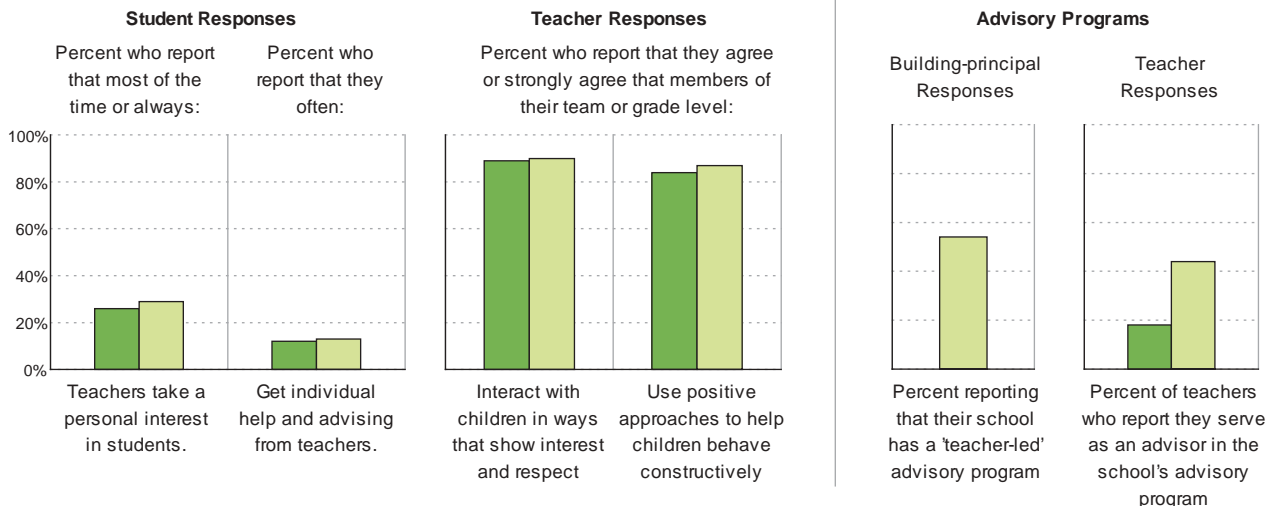 Student Responses
Percent who report
that most of the
time or always:
Percent who
report that they
often:
100%
80%
60%
40%
20%
0%
Teachers take a
personal interest
in students.
Get individual
help and advising
from teachers.
Teacher Responses
Percent who report that they agree
or strongly agree that members of
their team or grade level:
Interact with
children in ways
that show interest
and respect
Use positive
approaches to help
children behave
constructively
Advisory Programs
Building-principal
Responses
Percent reporting
that their school
has a 'teacher-led'
advisory program
Teacher
Responses
Percent of teachers
who report they serve
as an advisor in the
school's advisory
program